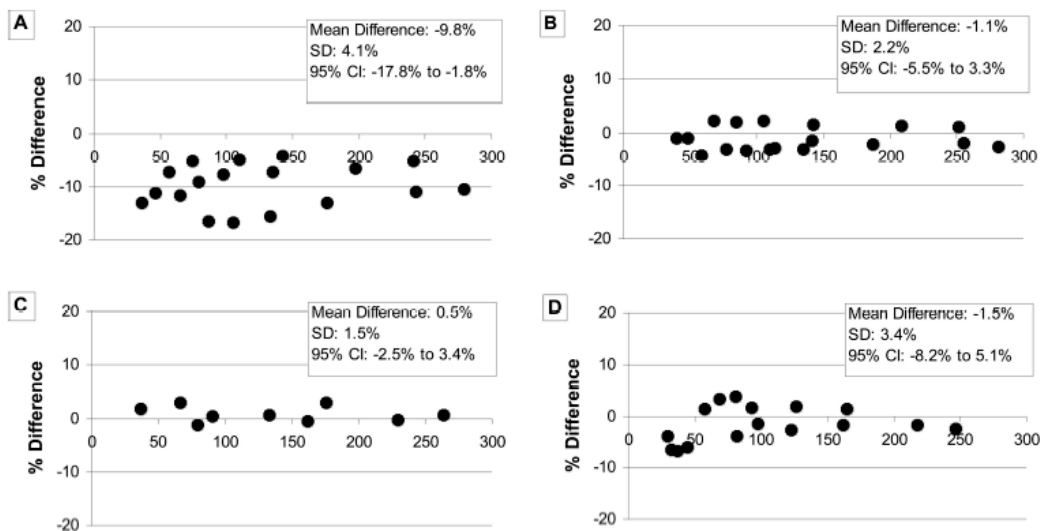 A
% Difference
20
10
0
-10
-20
0 50 100 150 200 250 300
Mean Difference: -9.8%
SD: 4.1%
95% CI: -17.8% to -1.8%
B
% Difference
20
10
0
-10
-20
0 50 100 150 200 250 300
Mean Difference: -1.1%
SD: 2.2%
95% CI: -5.5% to 3.3%
C
% Difference
20
10
0
-10
-20
0 50 100 150 200 250 300
Mean Difference: 0.5%
SD: 1.5%
95% CI: -2.5% to 3.4%
D
% Difference
20
10
0
-10
-20
0 50 100 150 200 250 300
Mean Difference: -1.5%
SD: 3.4%
95% CI: -8.2% to 5.1%